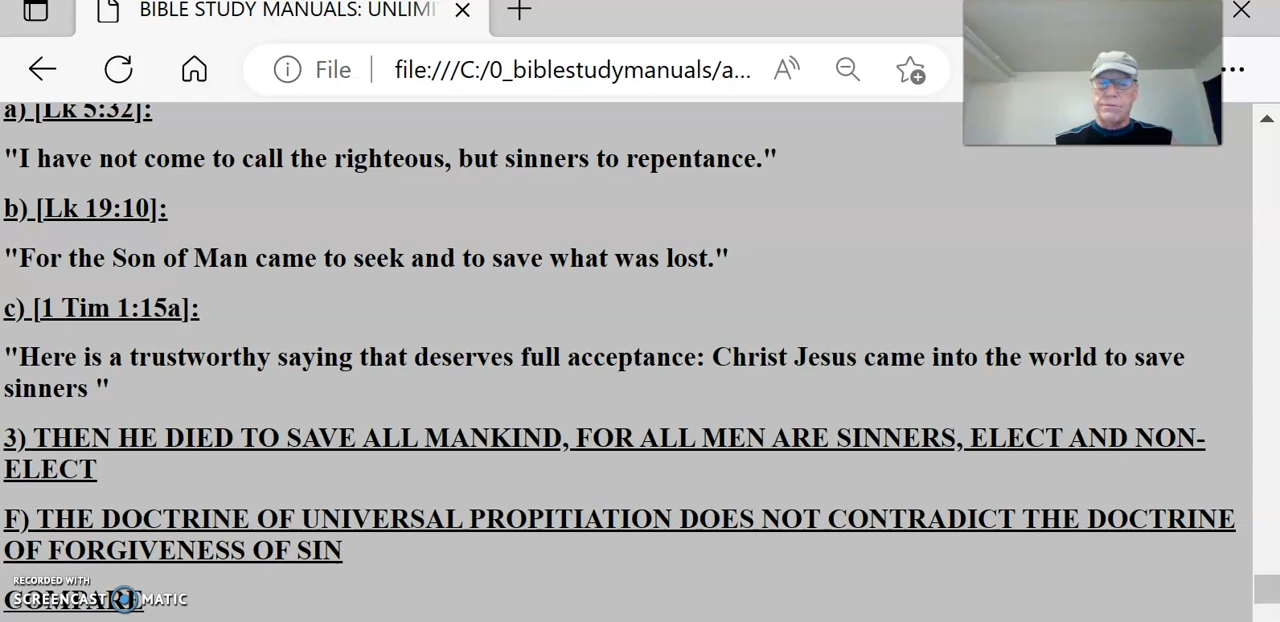 BIBLE STUDY MANUALS: UNLIMI
File
file:///C:/0_biblestudymanuals/a...
a) [Lk 5:32]:
"I have not come to call the righteous, but sinners to repentance."
b) [Lk 19:10]:
"For the Son of Man came to seek and to save what was lost."
c) [1 Tim 1:15a]:
"Here is a trustworthy saying that deserves full acceptance: Christ Jesus came into the world to save
sinners "
3) THEN HE DIED TO SAVE ALL MANKIND, FOR ALL MEN ARE SINNERS, ELECT AND NON-
ELECT
F) THE DOCTRINE OF UNIVERSAL PROPITIATION DOES NOT CONTRADICT THE DOCTRINE
OF FORGIVENESS OF SIN
RECORDED WITH
SCREENCAST MATIC
COMPARE